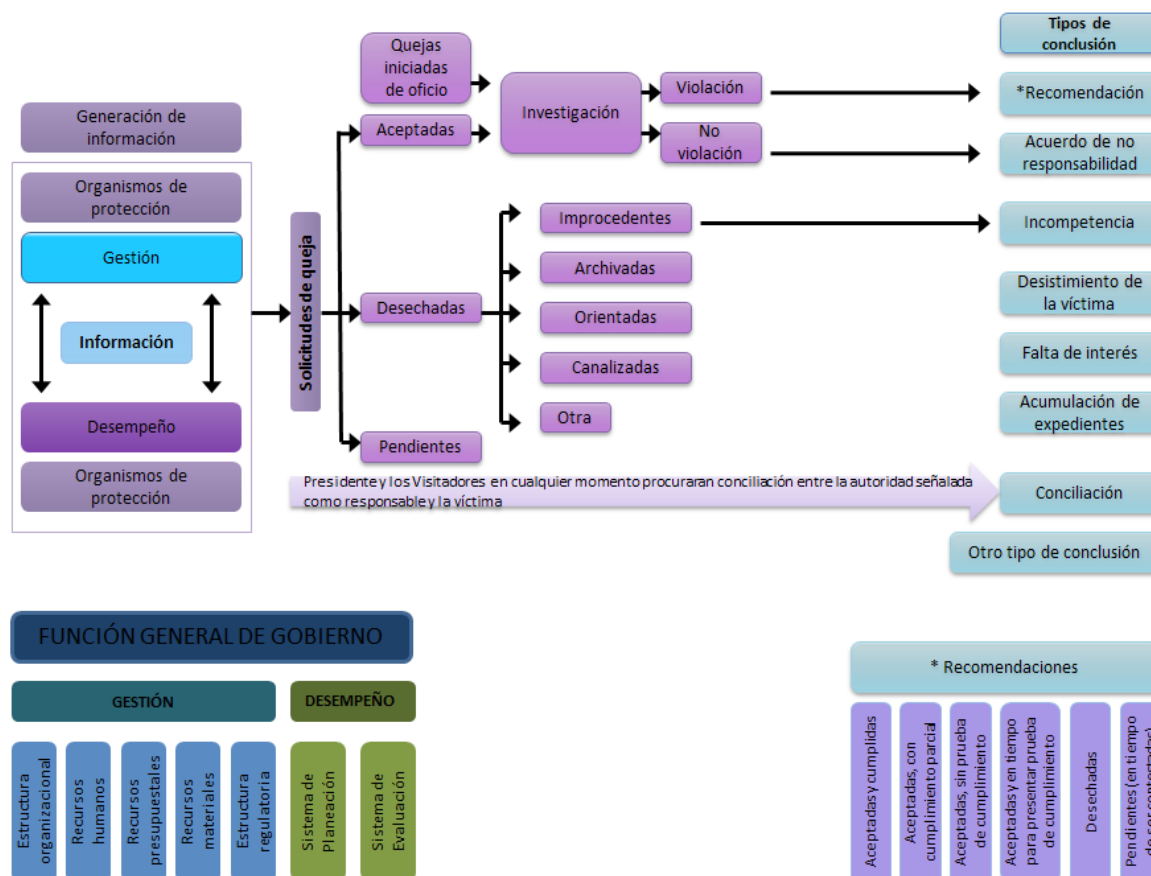 Generación de
información
Organismos de
protección
Gestión
Información
Desempeño
Organismos de
protección
Solicitudes de queja
Quejas
iniciadas
de oficio
Aceptadas
Desechadas
Pendientes
Investigación
Violación
No
violación
Improcedentes
Archivadas
Orientadas
Canalizadas
Otra
Presidente y los Visitadores en cualquier momento procuraran conciliación entre la autoridad señalada
como responsable y la víctima
Tipos de
conclusión
*Recomendación
Acuerdo de no
responsabilidad
Incompetencia
Desistimiento de
la víctima
Falta de interés
Acumulación de
expedientes
Conciliación
Otro tipo de conclusión
FUNCIÓN GENERAL DE GOBIERNO
GESTIÓN
DESEMPEÑO
Estructura
organizacional
Recursos
humanos
Recursos
presupuestales
Recursos
materiales
Estructura
regulatoria
Sistema de
Planeación
Sistema de
Evaluación
* Recomendaciones
Aceptadas y cumplidas
Aceptadas, con
cumplimiento parcial
Aceptadas, sin prueba
de cumplimiento
Aceptadas y en tiempo
para presentar prueba
de cumplimiento
Desechadas
Pendientes (en tiempo
de ser contestadas)